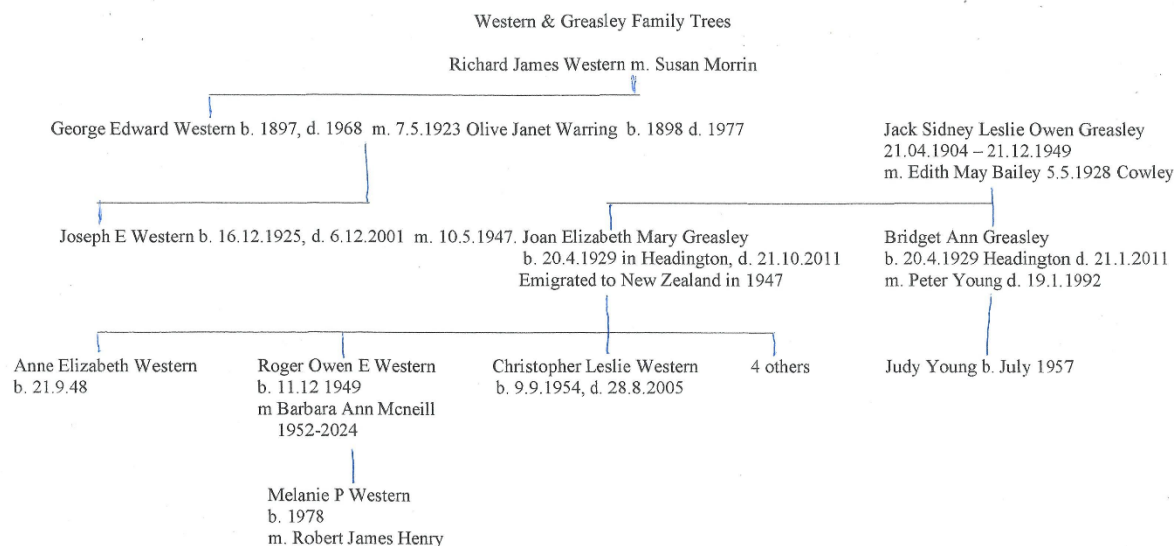 Western & Greasley Family Trees
Richard James Western m. Susan Morrin
George Edward Western b. 1897, d. 1968 m. 7.5.1923 Olive Janet Warring b. 1898 d. 1977
Jack Sidney Leslie Owen Greasley
21.04.1904 – 21.12.1949
m. Edith May Bailey 5.5.1928 Cowley
Joseph E Western b. 16.12.1925, d. 6.12.2001 m. 10.5.1947. Joan Elizabeth Mary Greasley
b. 20.4.1929 in Headington, d. 21.10.2011
Emigrated to New Zealand in 1947
Bridget Ann Greasley
b. 20.4.1929 Headington d. 21.1.2011
m. Peter Young d. 19.1.1992
Anne Elizabeth Western
b. 21.9.48
Roger Owen E Western
b. 11.12 1949
m Barbara Ann Mcneill
1952-2024
Christopher Leslie Western
b. 9.9.1954, d. 28.8.2005
4 others
Judy Young b. July 1957
Melanie P Western
b. 1978
m. Robert James Henry